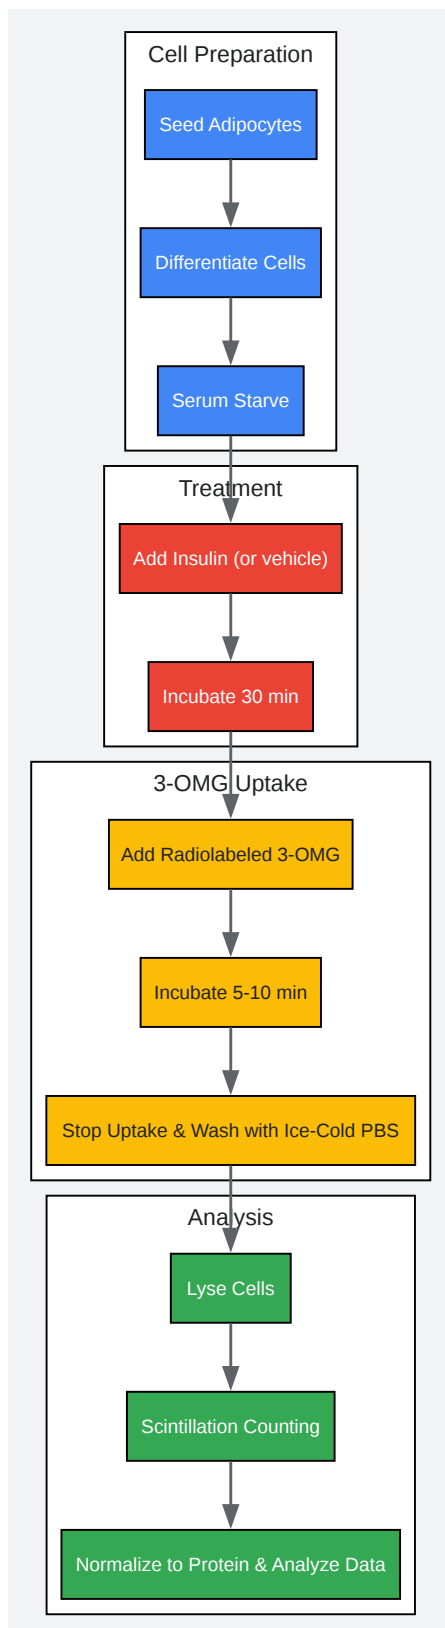 Cell Preparation
Seed Adipocytes
Differentiate Cells
Serum Starve
Treatment
Add Insulin (or vehicle)
Incubate 30 min
3-OMG Uptake
Add Radiolabeled 3-OMG
Incubate 5-10 min
Stop Uptake & Wash with Ice-Cold PBS
Analysis
Lyse Cells
Scintillation Counting
Normalize to Protein & Analyze Data